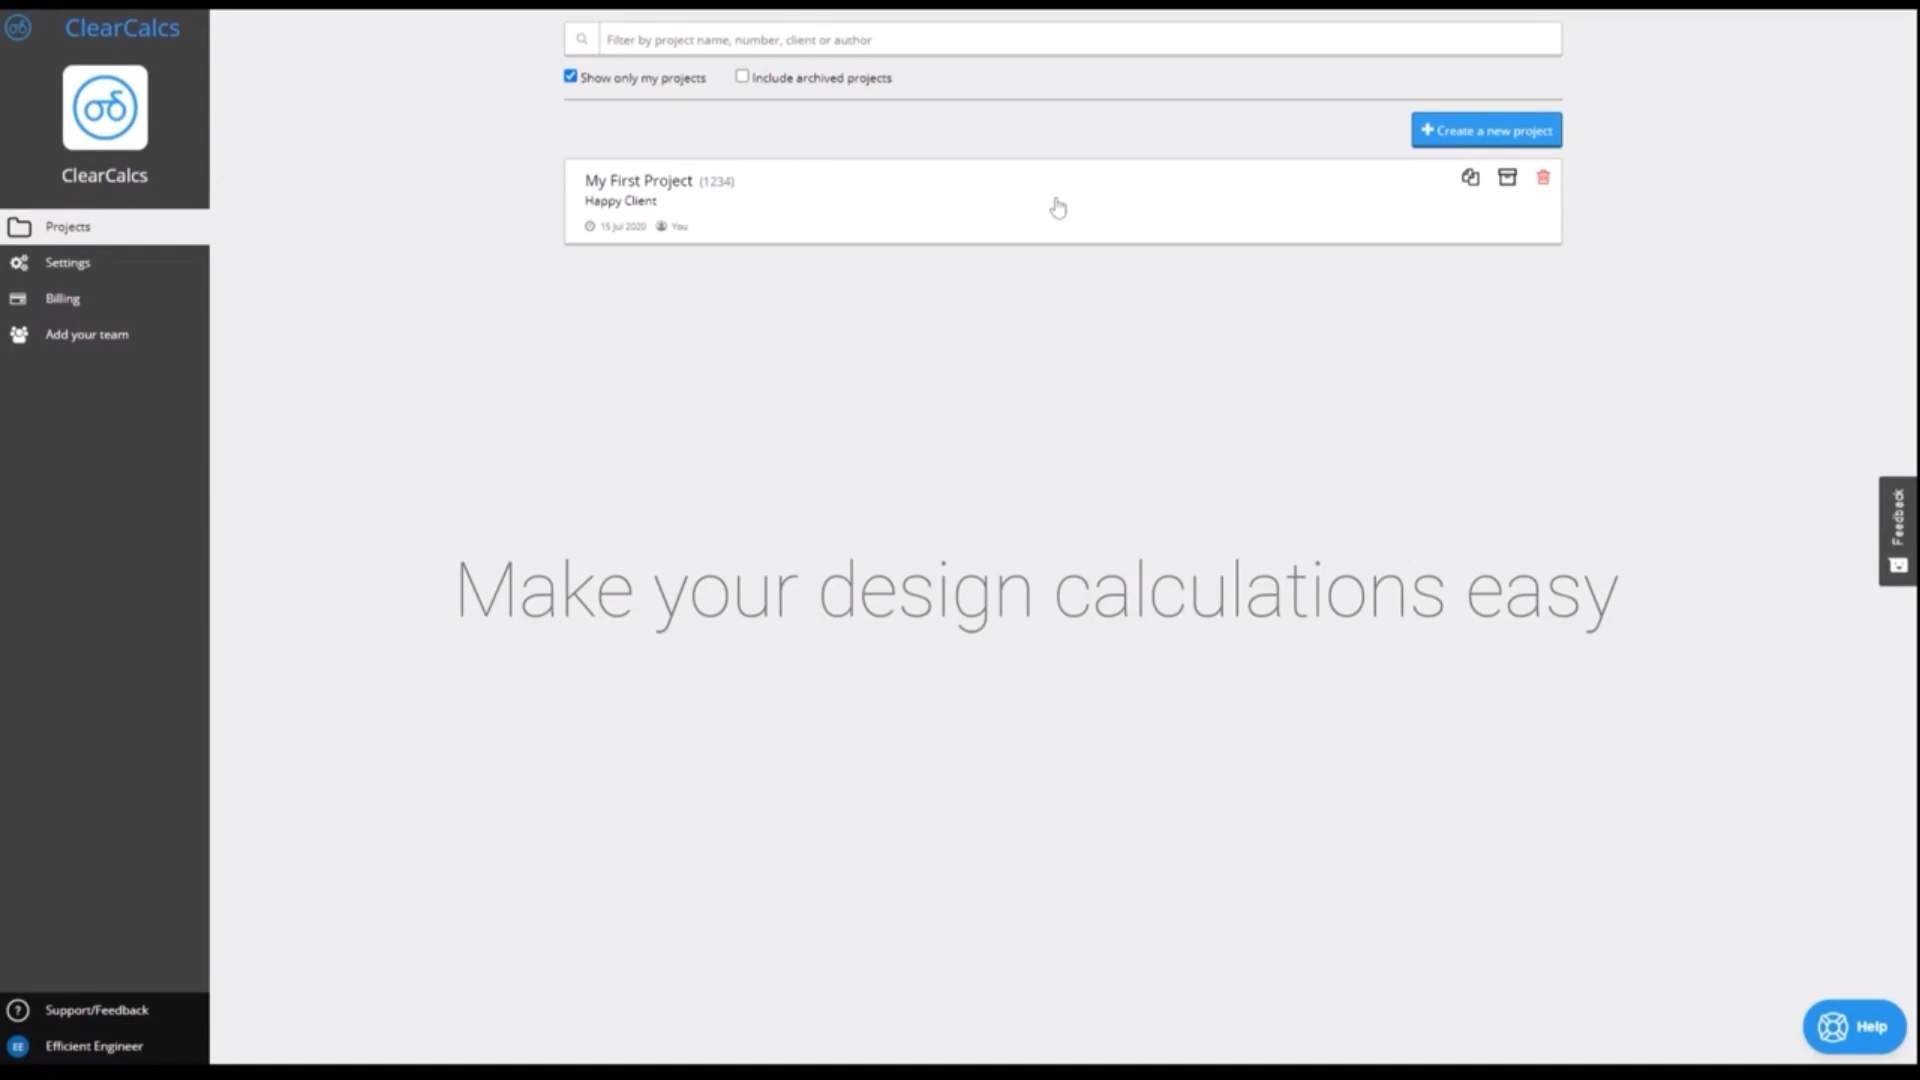 ClearCalcs
ClearCalcs
Projects
Settings
Billing
Add your team
Support/Feedback
EE
Efficient Engineer
Filter by project name, number, client or author
Show only my projects
Include archived projects
Create a new project
My First Project (1234)
Happy Client
15 Jul 2020 You
Make your design calculations easy
Feedback
Help